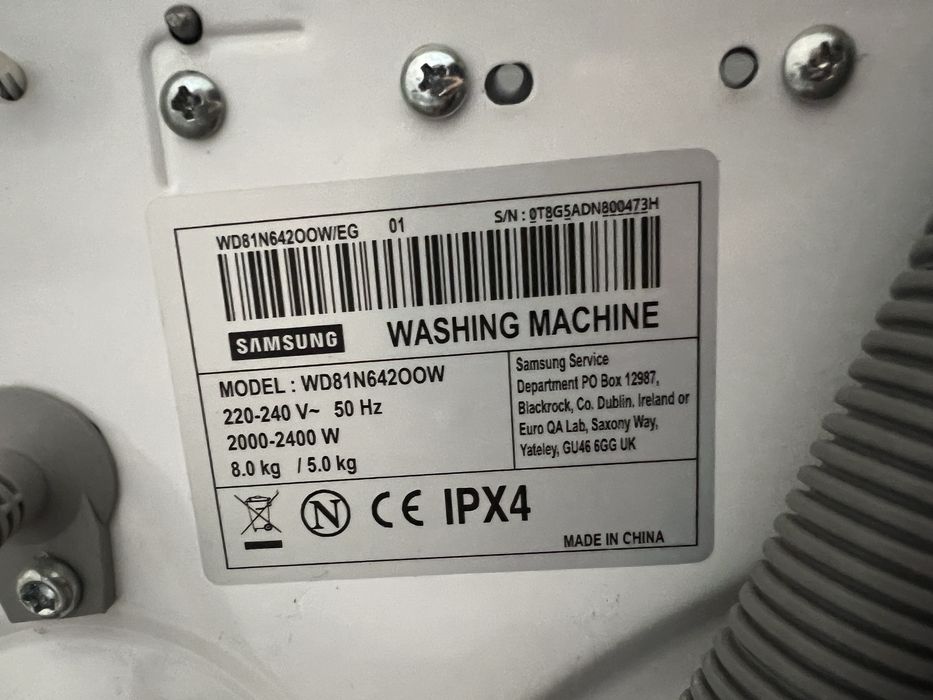 WD81N642OOW/EG 01 S/N : 0T8G5ADN800473H
SAMSUNG WASHING MACHINE
MODEL : WD81N642OOW
220-240 V~ 50 Hz
2000-2400 W
8.0 kg / 5.0 kg
Samsung Service
Department PO Box 12987,
Blackrock, Co. Dublin. Ireland or
Euro QA Lab, Saxony Way,
Yateley, GU46 6GG UK
N CE IPX4
MADE IN CHINA